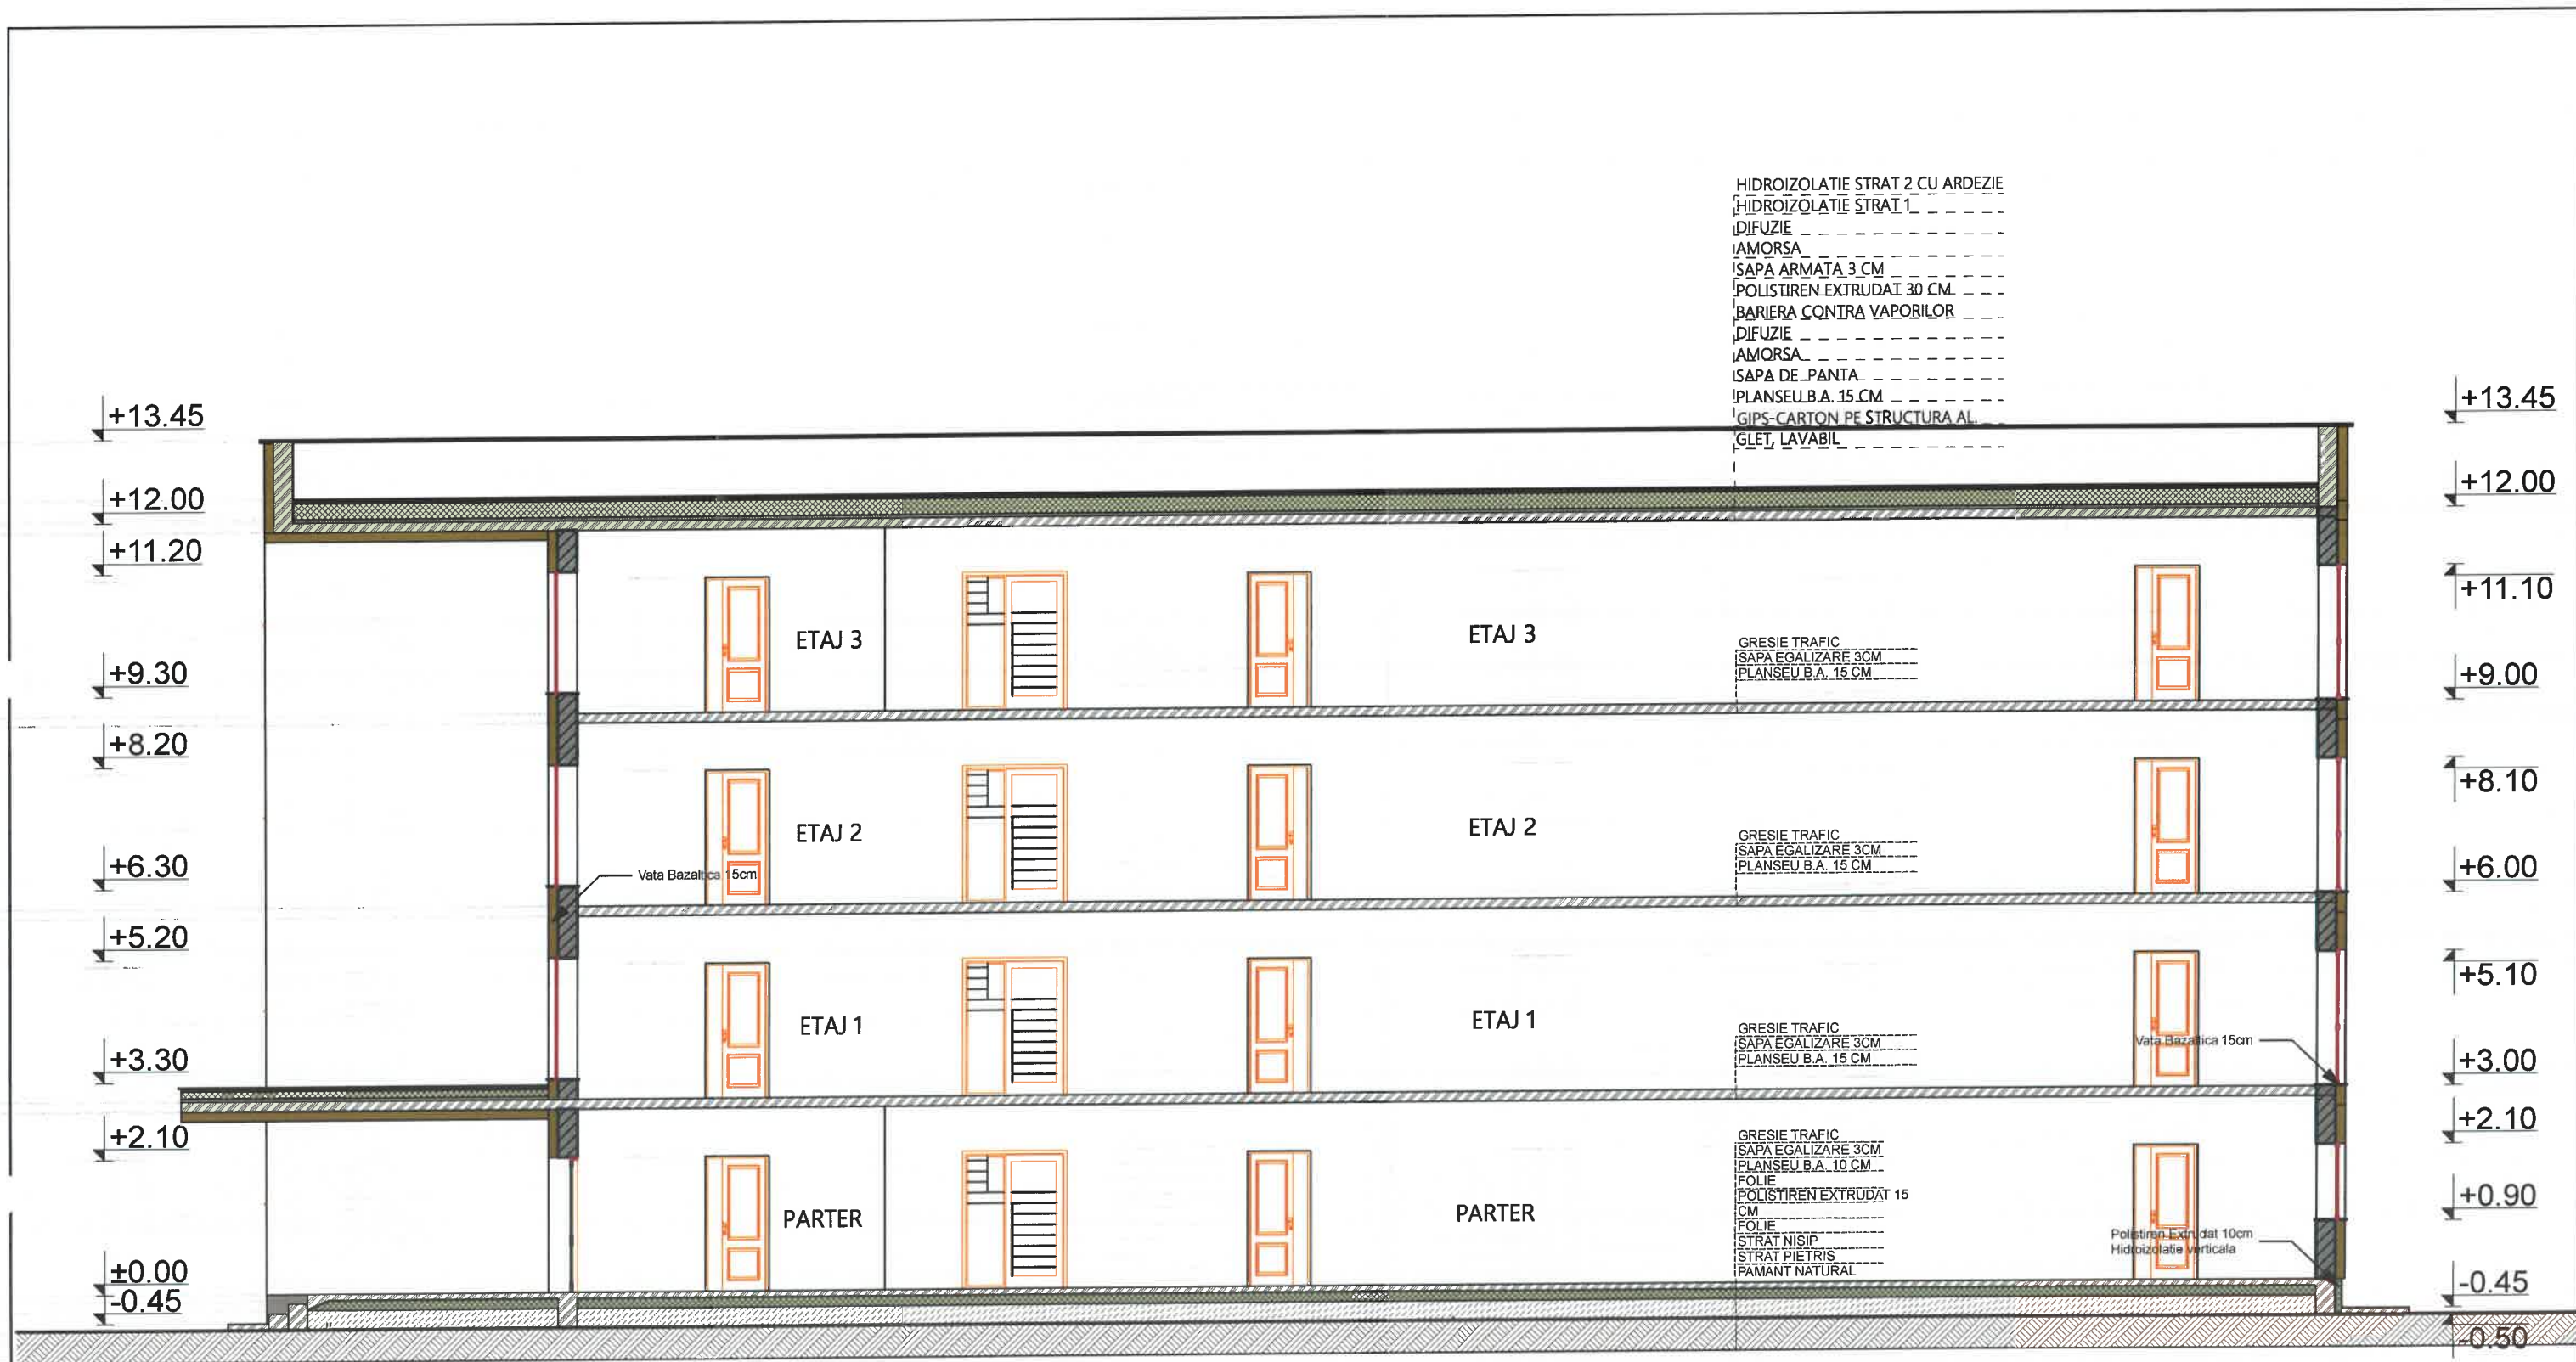 HIDROIZOLATIE STRAT 2 CU ARDEZIE
HIDROIZOLATIE STRAT 1
DIFUZIE
AMORSA
SAPA ARMATA 3 CM
POLISTIREN EXTRUDAT 30 CM
BARIERA CONTRA VAPORILOR
DIFUZIE
AMORSA
SAPA DE PANTA
PLANSEU B.A. 15 CM
GIPS-CARTON PE STRUCTURA AL.
GLET, LAVABIL
+13.45
+12.00
+11.20
+9.30
+8.20
+6.30
+5.20
+3.30
+2.10
±0.00
-0.45
ETAJ 3
ETAJ 3
GRESIE TRAFIC
SAPA EGALIZARE 3CM
PLANSEU B.A. 15 CM
ETAJ 2
ETAJ 2
GRESIE TRAFIC
SAPA EGALIZARE 3CM
PLANSEU B.A. 15 CM
Vata Bazaltica 15cm
ETAJ 1
ETAJ 1
GRESIE TRAFIC
SAPA EGALIZARE 3CM
PLANSEU B.A. 15 CM
Vata Bazaltica 15cm
PARTER
PARTER
GRESIE TRAFIC
SAPA EGALIZARE 3CM
PLANSEU B.A. 10 CM
FOLIE
POLISTIREN EXTRUDAT 15
CM
FOLIE
STRAT NISIP
STRAT PIETRIS
PAMANT NATURAL
Polistiren Extrudat 10cm
Hidroizolatie verticala
+13.45
+12.00
+11.10
+9.00
+8.10
+6.00
+5.10
+3.00
+2.10
+0.90
-0.45
-0.50